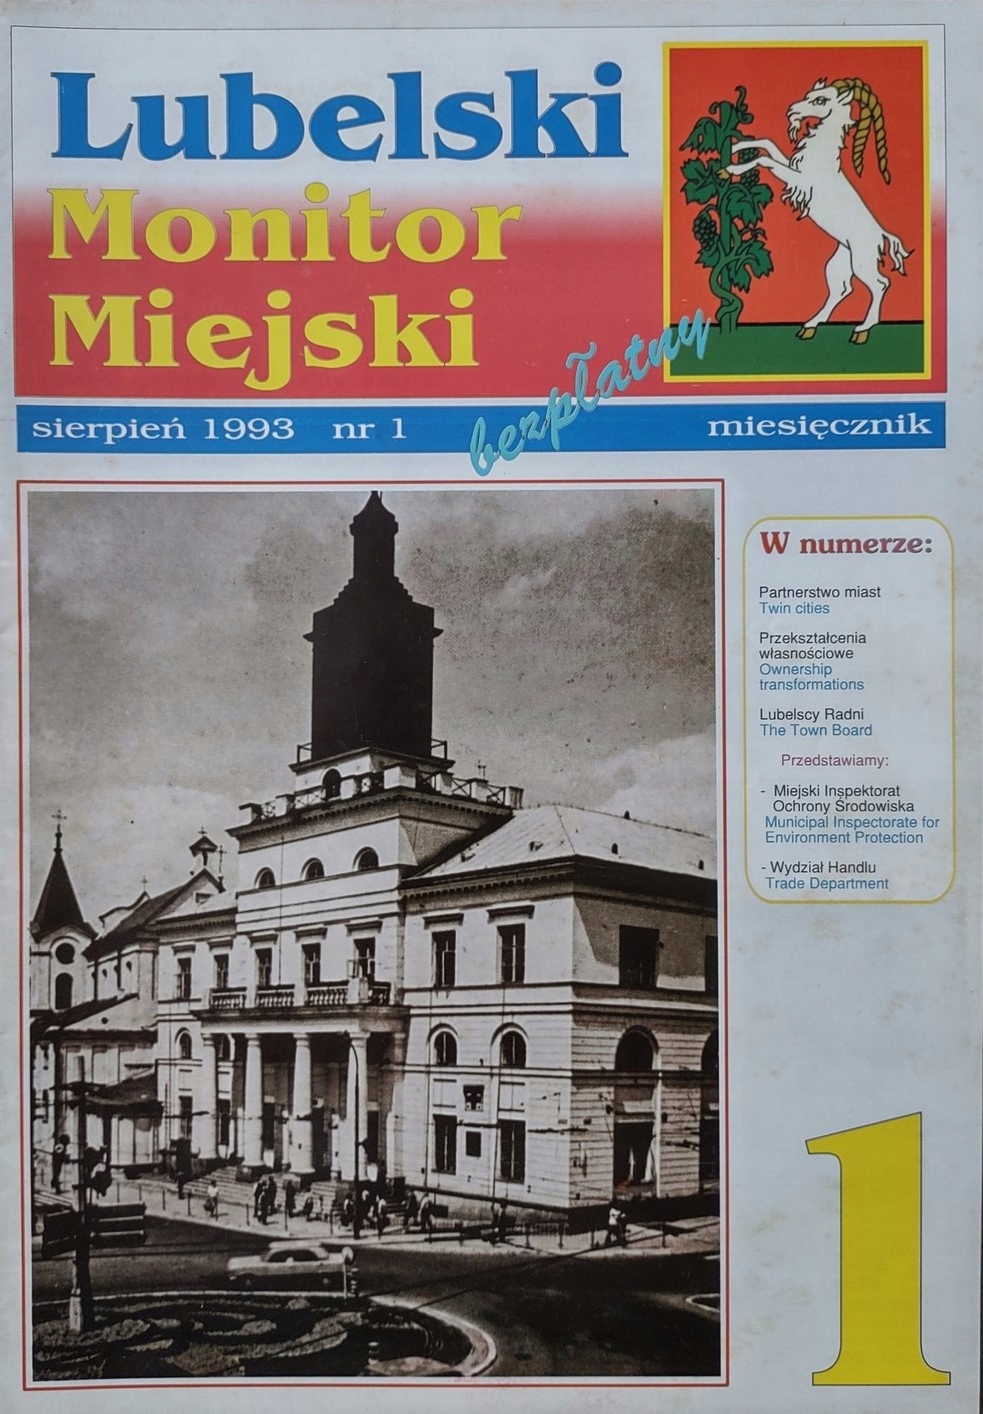 Lubelski
Monitor
Miejski
sierpień 1993 nr 1
bezpłatny
miesięcznik
W numerze:
Partnerstwo miast
Twin cities
Przekształcenia
własnościowe
Ownership
transformations
Lubelscy Radni
The Town Board
Przedstawiamy:
- Miejski Inspektorat
Ochrony Środowiska
Municipal Inspectorate for
Environment Protection
- Wydział Handlu
Trade Department
1